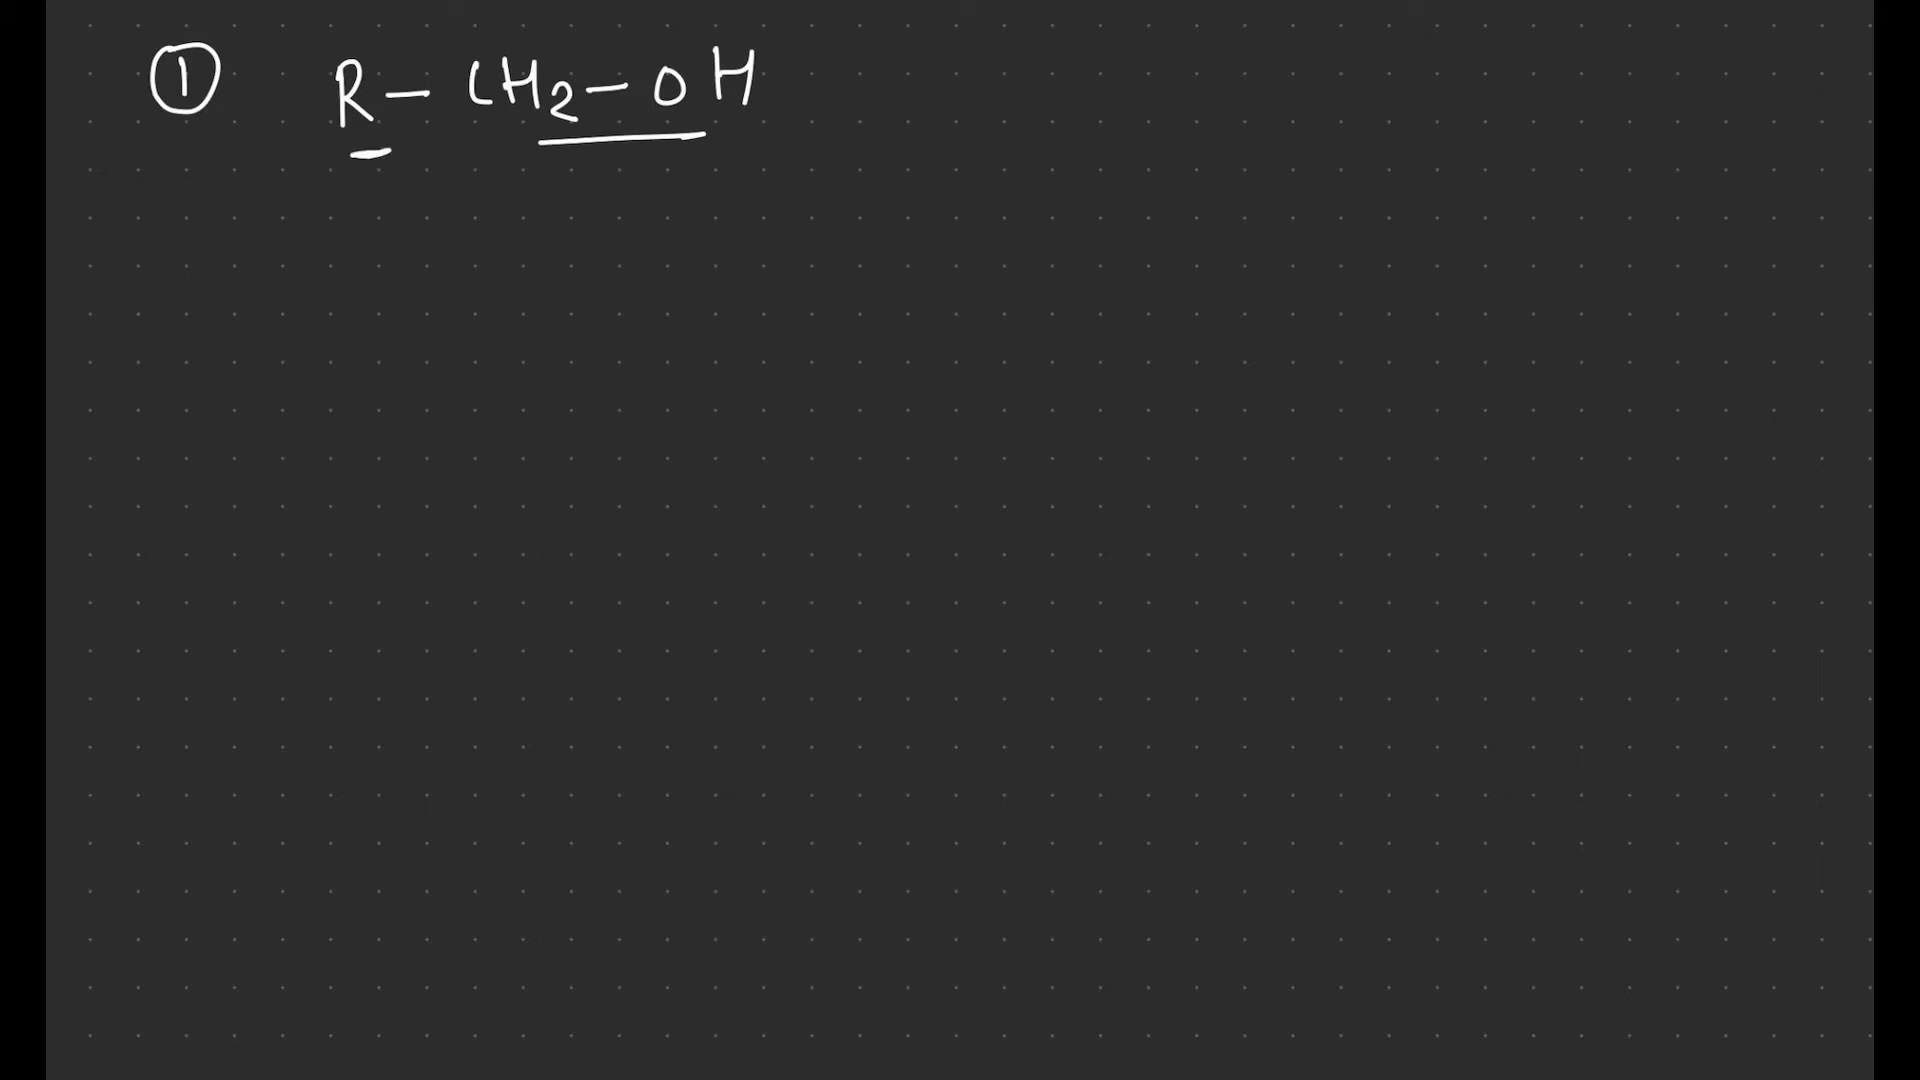 ① R - CH2 - OH